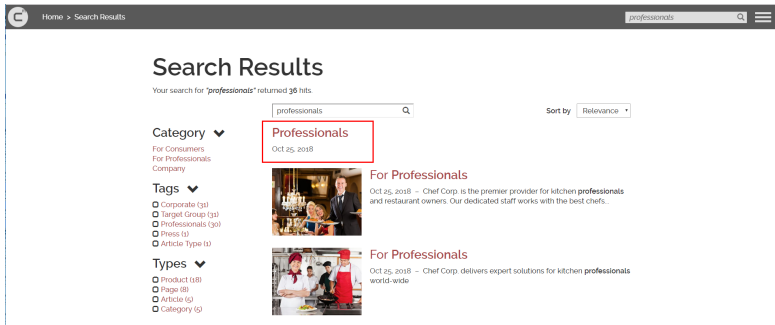 C
Home > Search Results
professionals
Search Results
Your search for "professionals" returned 36 hits.
professionals
Sort by Relevance
Category
For Consumers
For Professionals
Company
Tags
Corporate (31)
Target Group (31)
Professionals (30)
Press (1)
Article Type (1)
Types
Product (18)
Page (8)
Article (5)
Category (5)
Professionals
Oct 25, 2018
For Professionals
Oct 25, 2018 – Chef Corp. is the premier provider for kitchen professionals
and restaurant owners. Our dedicated staff works with the best chefs...
For Professionals
Oct 25, 2018 – Chef Corp. delivers expert solutions for kitchen professionals
world-wide